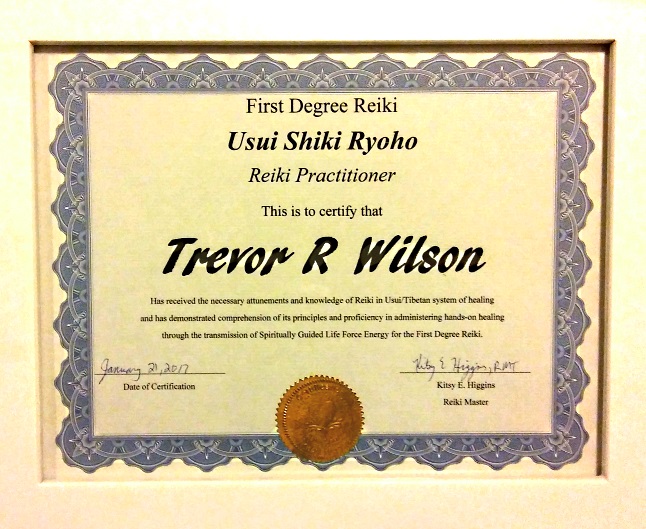 First Degree Reiki
Usui Shiki Ryoho
Reiki Practitioner
This is to certify that
Trevor R Wilson
Has received the necessary attunements and knowledge of Reiki in Usui/Tibetan system of healing
and has demonstrated comprehension of its principles and proficiency in administering hands-on healing
through the transmission of Spiritually Guided Life Force Energy for the First Degree Reiki.
January 21, 2017
Kitsy E Higgins, RMT
Date of Certification
Kitsy E. Higgins
Reiki Master